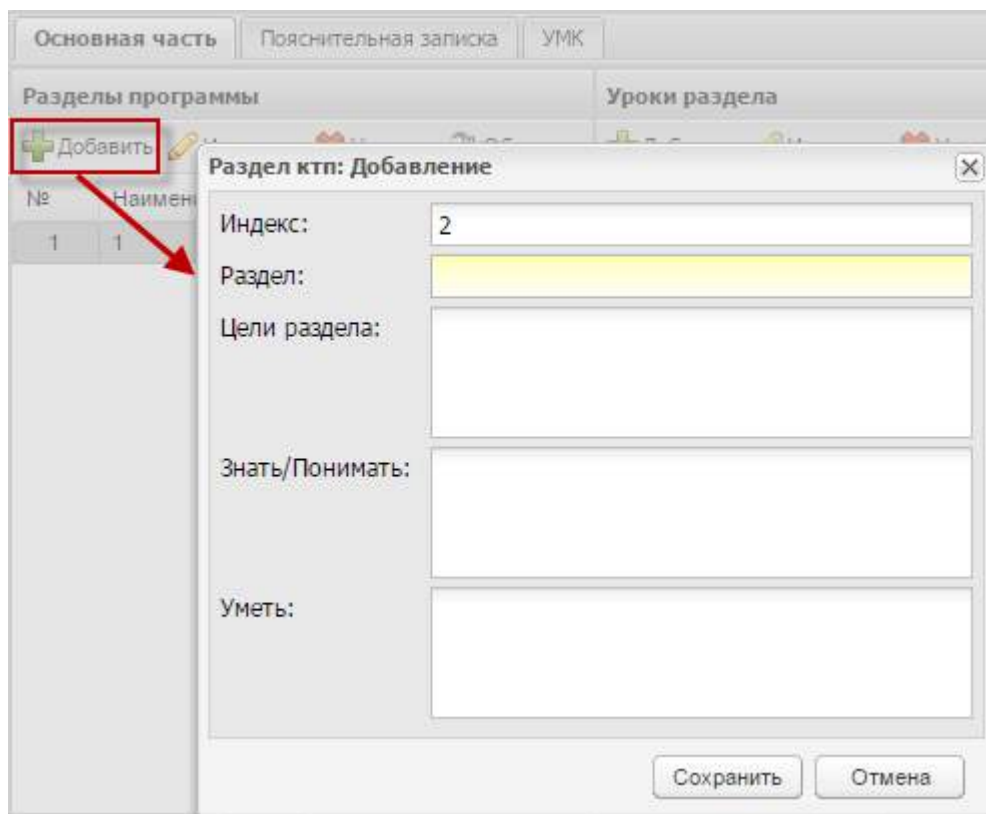 Основная часть Пояснительная записка УМК
Разделы программы Уроки раздела
Добавить
Раздел ктп: Добавление
№
1 1
Индекс: 2
Раздел:
Цели раздела:
Знать/Понимать:
Уметь:
Сохранить Отмена